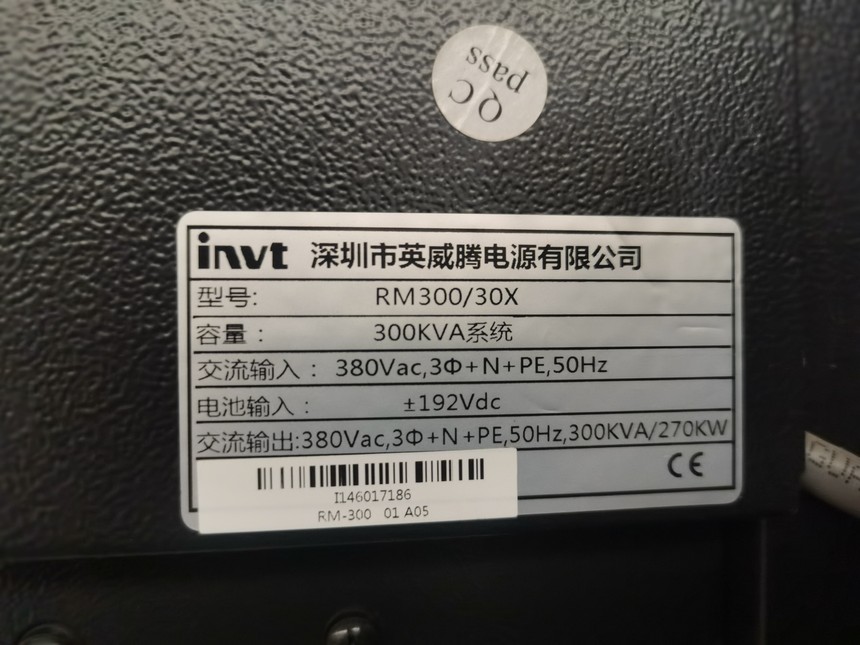 QC
pass
invt 深圳市英威腾电源有限公司
型号: RM300/30X
容量: 300KVA系统
交流输入: 380Vac,3Φ+N+PE,50Hz
电池输入: ±192Vdc
交流输出:380Vac,3Φ+N+PE,50Hz,300KVA/270KW
CE
I146017186
RM-300 01 A05